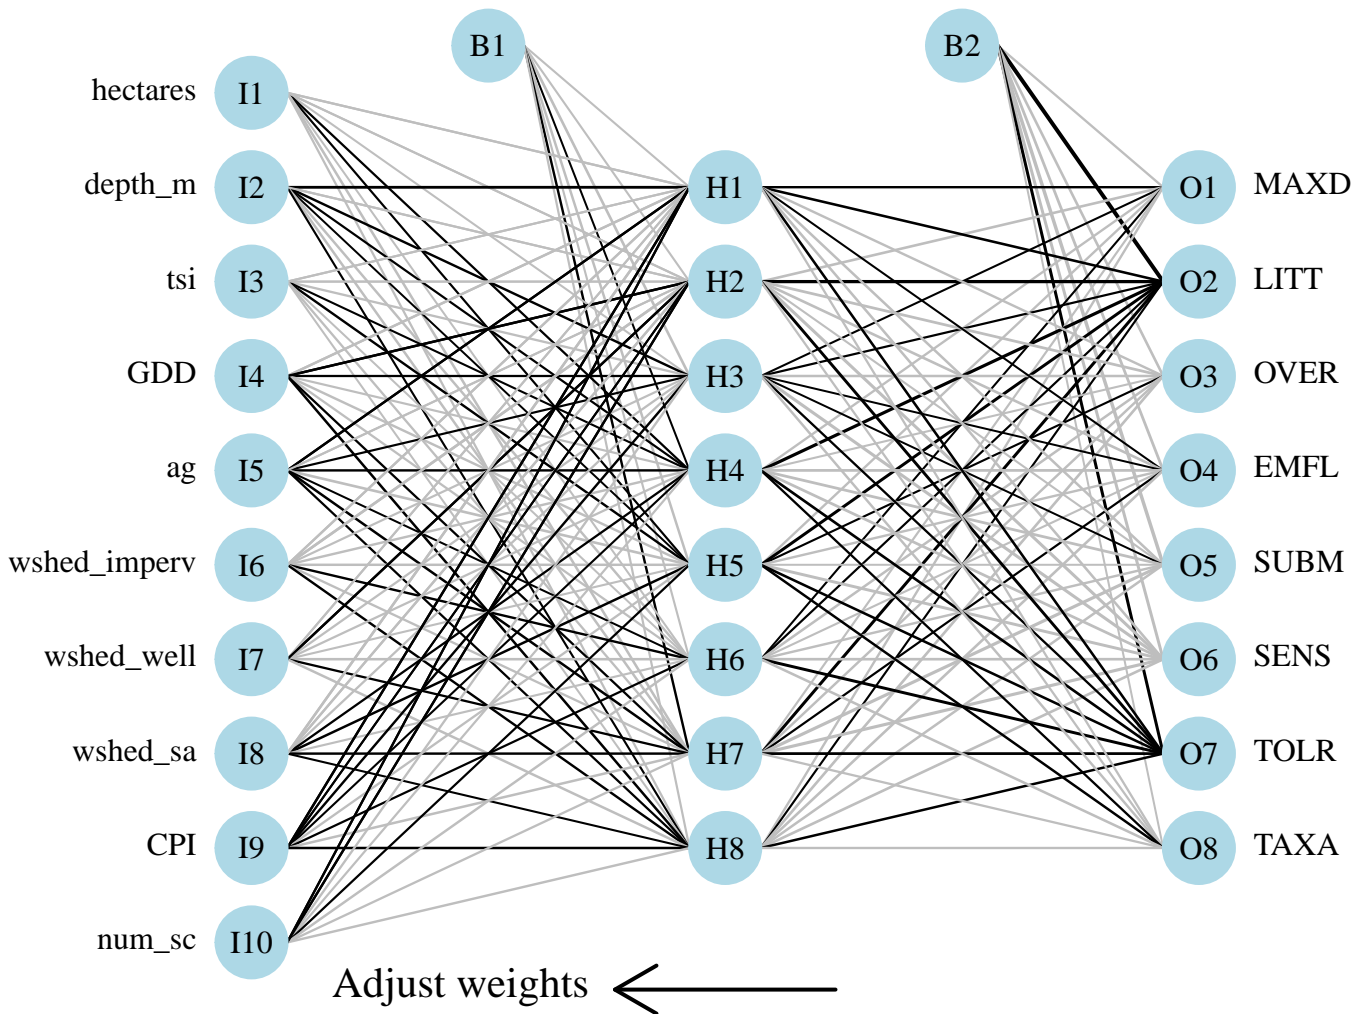 B1 B2
hectares I1
depth_m I2 H1 O1 MAXD
tsi I3 H2 O2 LITT
GDD I4 H3 O3 OVER
ag I5 H4 O4 EMFL
wshed_imperv I6 H5 O5 SUBM
wshed_well I7 H6 O6 SENS
wshed_sa I8 H7 O7 TOLR
CPI I9 H8 O8 TAXA
num_sc I10
Adjust weights